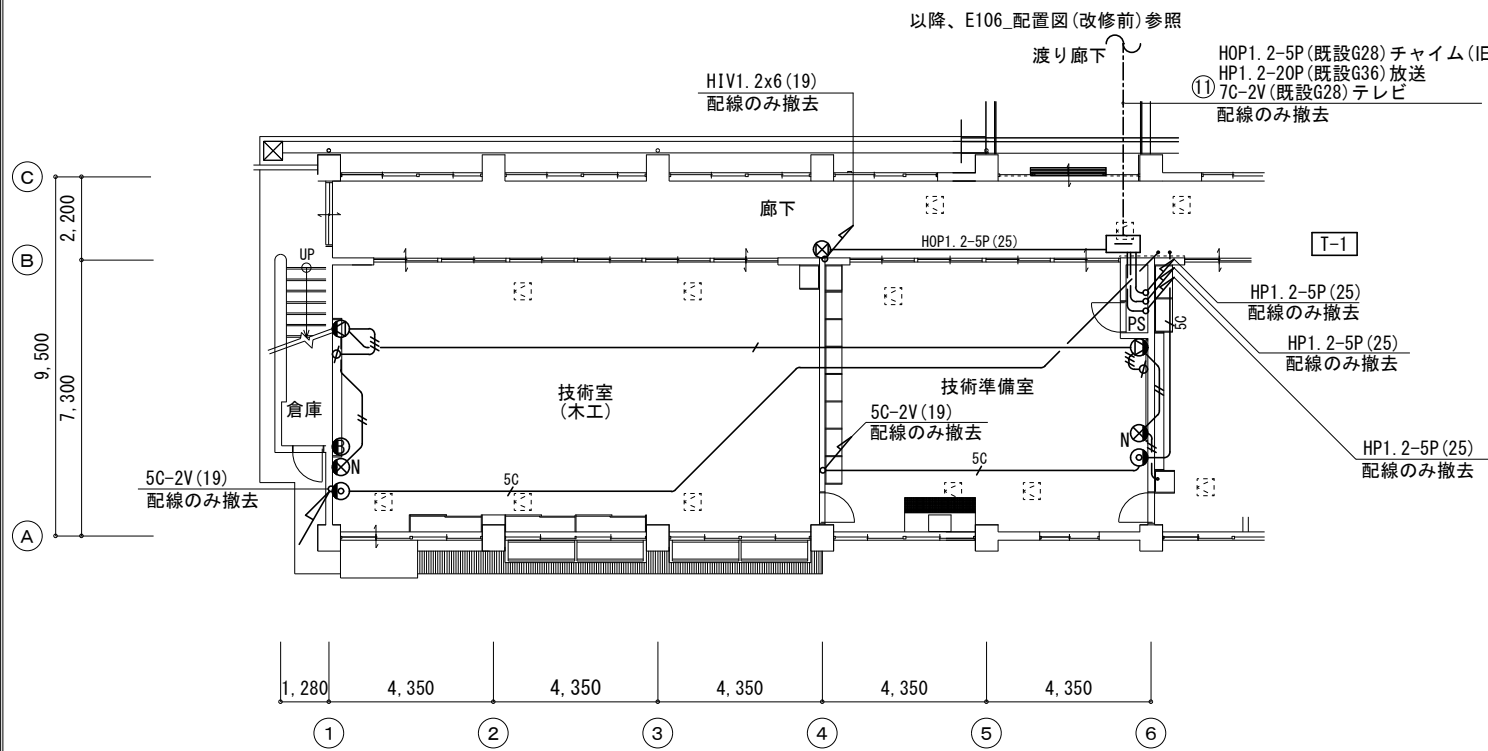 以降、E106_配置図(改修前)参照
渡り廊下
HOP1.2-5P(既設G28)チャイム(IE
HP1.2-20P(既設G36)放送
⑪ 7C-2V(既設G28)テレビ
配線のみ撤去
HIV1.2x6(19)
配線のみ撤去
C
2,200
廊下
HOP1.2-5P(25)
T-1
B
UP
HP1.2-5P(25)
配線のみ撤去
PS
5C
HP1.2-5P(25)
配線のみ撤去
9,500
7,300
技術室
(木工)
技術準備室
倉庫
5C-2V(19)
配線のみ撤去
B
N
N
5C
HP1.2-5P(25)
配線のみ撤去
5C-2V(19)
配線のみ撤去
5C
A
1,280
4,350
4,350
4,350
4,350
4,350
1
2
3
4
5
6